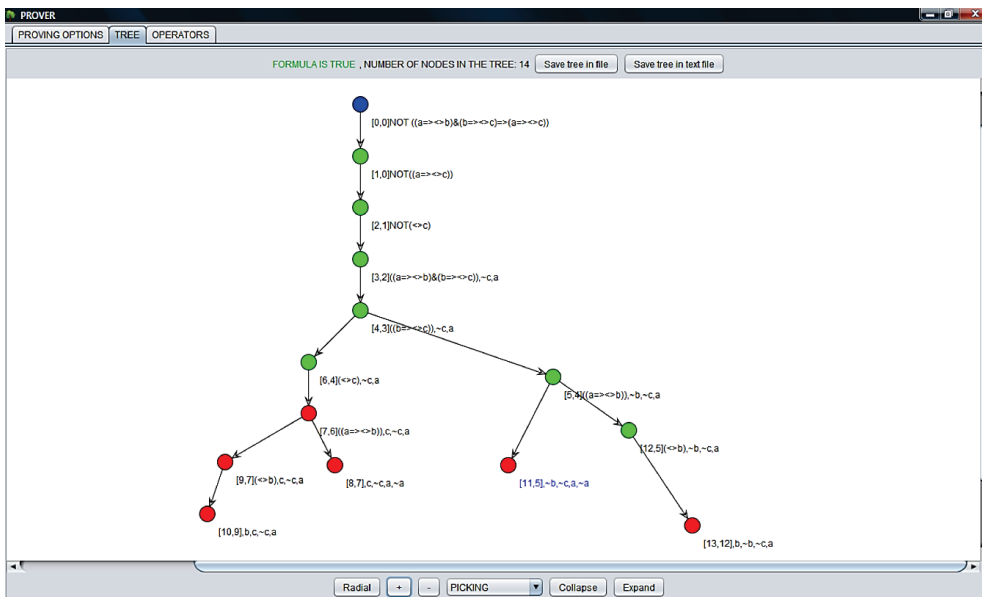 PROVER
PROVING OPTIONS TREE OPERATORS
FORMULA IS TRUE , NUMBER OF NODES IN THE TREE: 14 Save tree in file Save tree in text file
[0,0]NOT ((a=><>b)&(b=><>c)=>(a=><>c))
[1,0]NOT((a=><>c))
[2,1]NOT(<>c)
[3,2]((a=><>b)&(b=><>c)),~c,a
[4,3]((b=><>c)),~c,a
[6,4](<>c),~c,a
[5,4]((a=><>b)),~b,~c,a
[7,6]((a=><>b)),c,~c,a
[12,5](<>b),~b,~c,a
[9,7](<>b),c,~c,a
[8,7],c,~c,a,~a
[11,5],~b,~c,a,~a
[10,9],b,c,~c,a
[13,12],b,~b,~c,a
Radial + - PICKING Collapse Expand